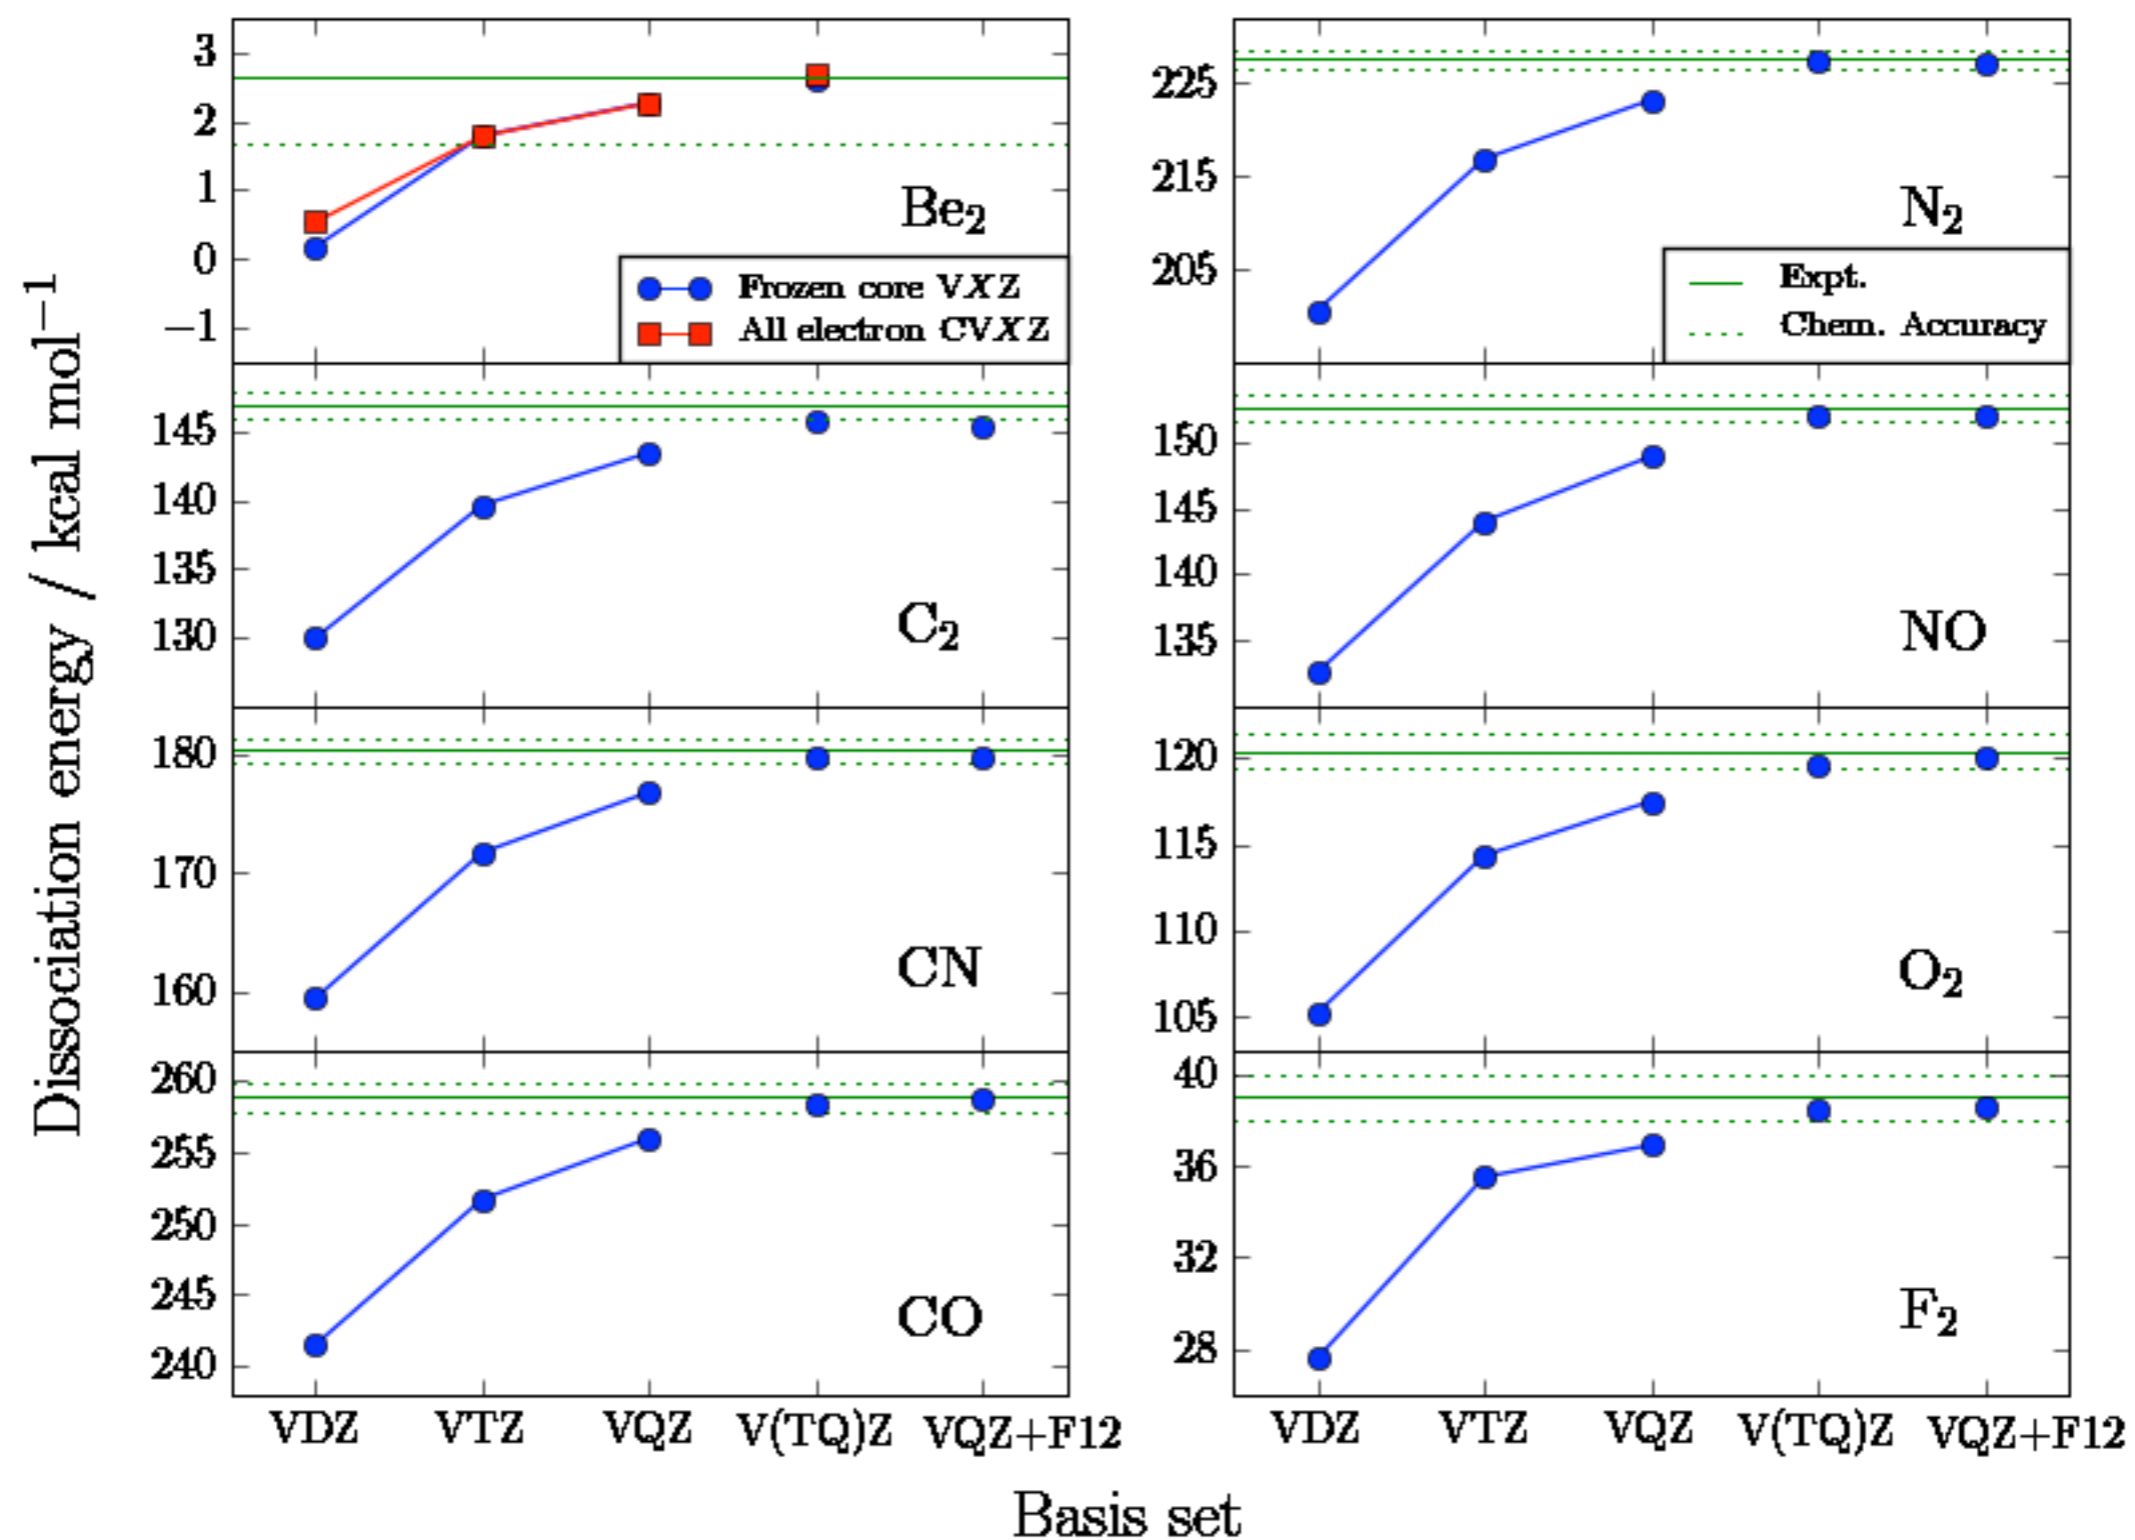 Dissociation energy / kcal mol⁻¹
3
2
1
0
−1
Be₂
Frozen core VXZ
All electron CVXZ
145
140
135
130
C₂
180
170
160
CN
260
255
250
245
240
CO
VDZ VTZ VQZ V(TQ)Z VQZ+F12
225
215
205
N₂
Expt.
Chem. Accuracy
150
145
140
135
NO
120
115
110
105
O₂
40
36
32
28
F₂
VDZ VTZ VQZ V(TQ)Z VQZ+F12
Basis set